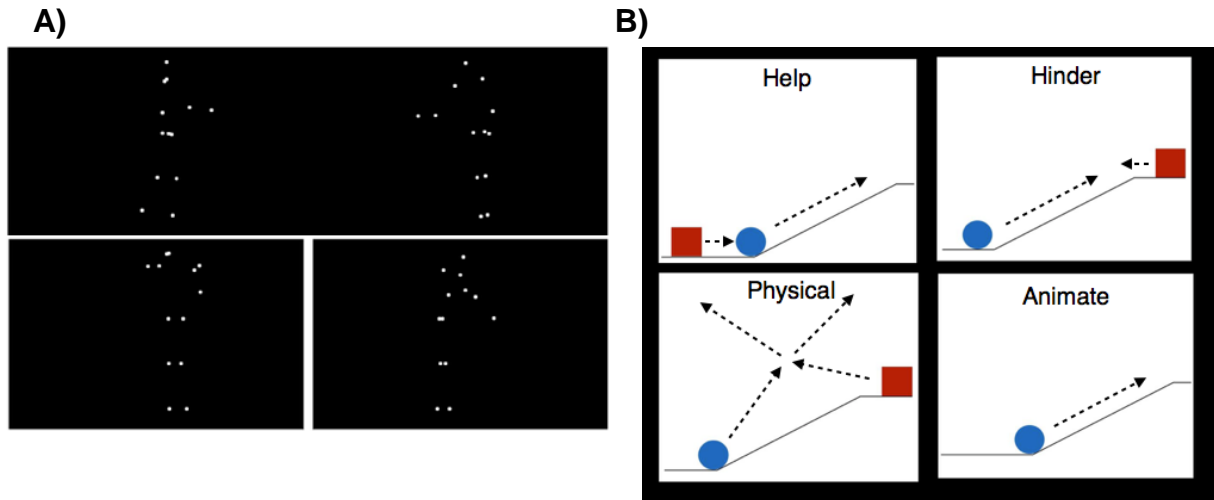 A)
B)
Help
Hinder
Physical
Animate